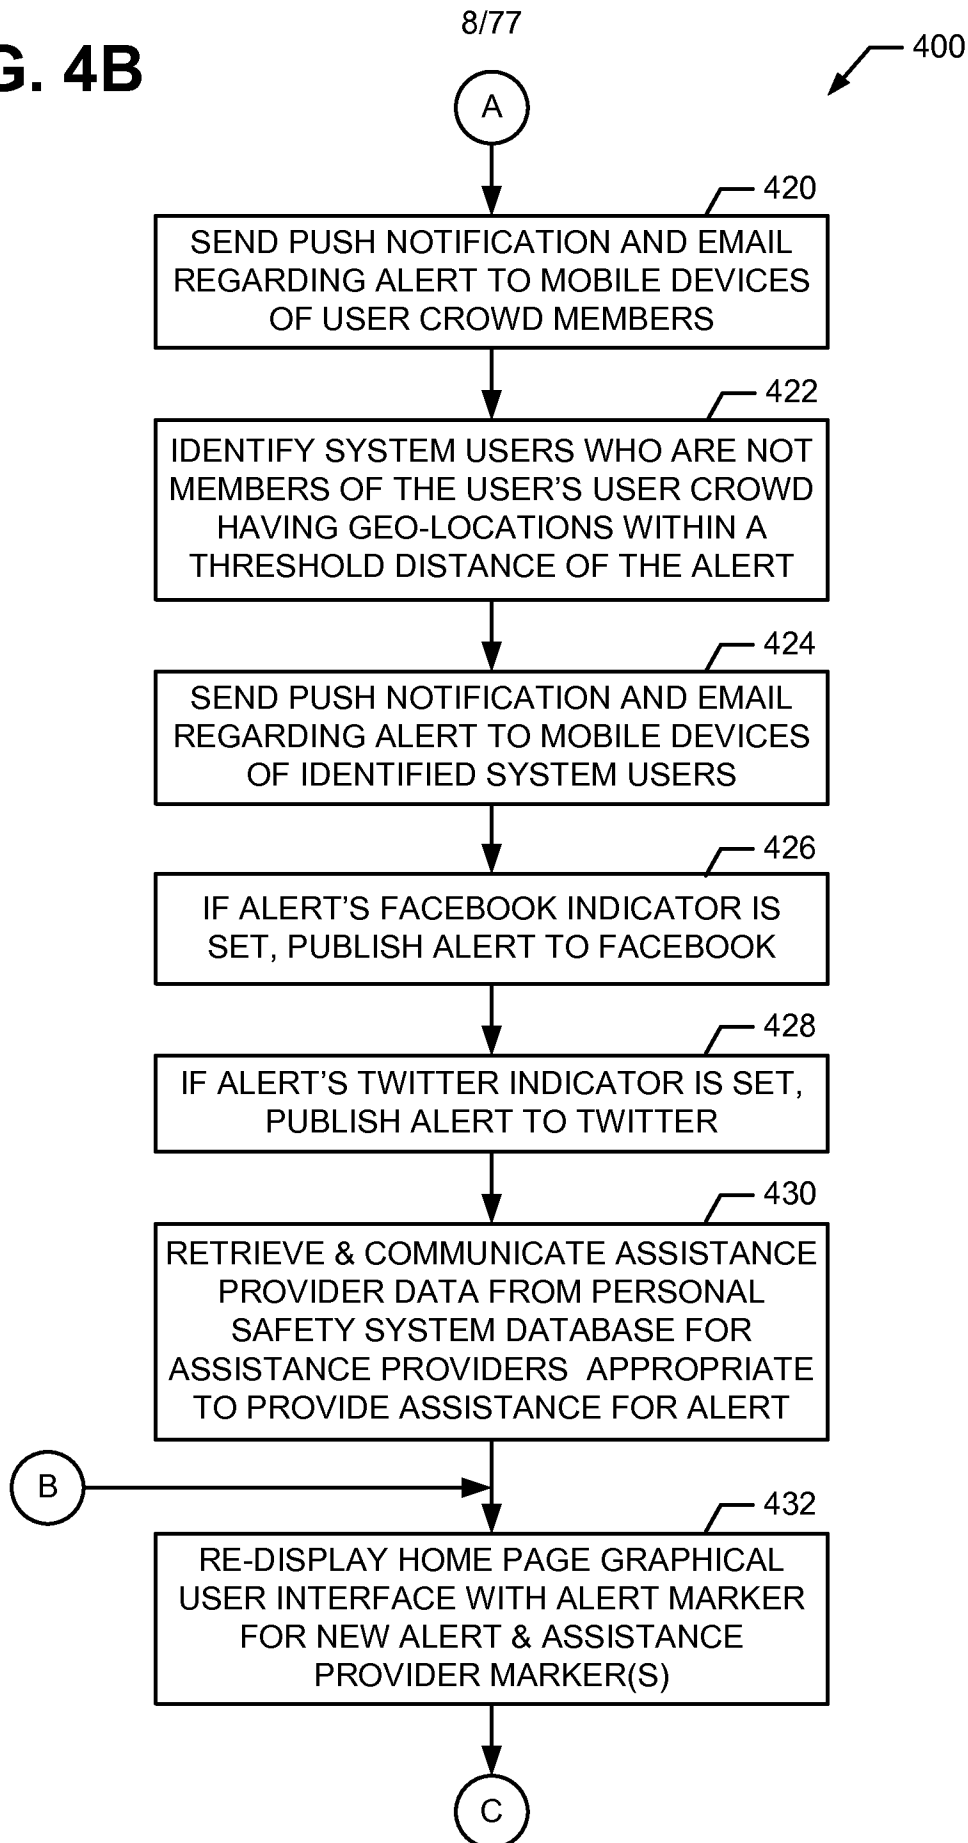 8/77
G. 4B
400
A
420
SEND PUSH NOTIFICATION AND EMAIL
REGARDING ALERT TO MOBILE DEVICES
OF USER CROWD MEMBERS
422
IDENTIFY SYSTEM USERS WHO ARE NOT
MEMBERS OF THE USER'S USER CROWD
HAVING GEO-LOCATIONS WITHIN A
THRESHOLD DISTANCE OF THE ALERT
424
SEND PUSH NOTIFICATION AND EMAIL
REGARDING ALERT TO MOBILE DEVICES
OF IDENTIFIED SYSTEM USERS
426
IF ALERT'S FACEBOOK INDICATOR IS
SET, PUBLISH ALERT TO FACEBOOK
428
IF ALERT'S TWITTER INDICATOR IS SET,
PUBLISH ALERT TO TWITTER
430
RETRIEVE & COMMUNICATE ASSISTANCE
PROVIDER DATA FROM PERSONAL
SAFETY SYSTEM DATABASE FOR
ASSISTANCE PROVIDERS  APPROPRIATE
TO PROVIDE ASSISTANCE FOR ALERT
B
432
RE-DISPLAY HOME PAGE GRAPHICAL
USER INTERFACE WITH ALERT MARKER
FOR NEW ALERT & ASSISTANCE
PROVIDER MARKER(S)
C